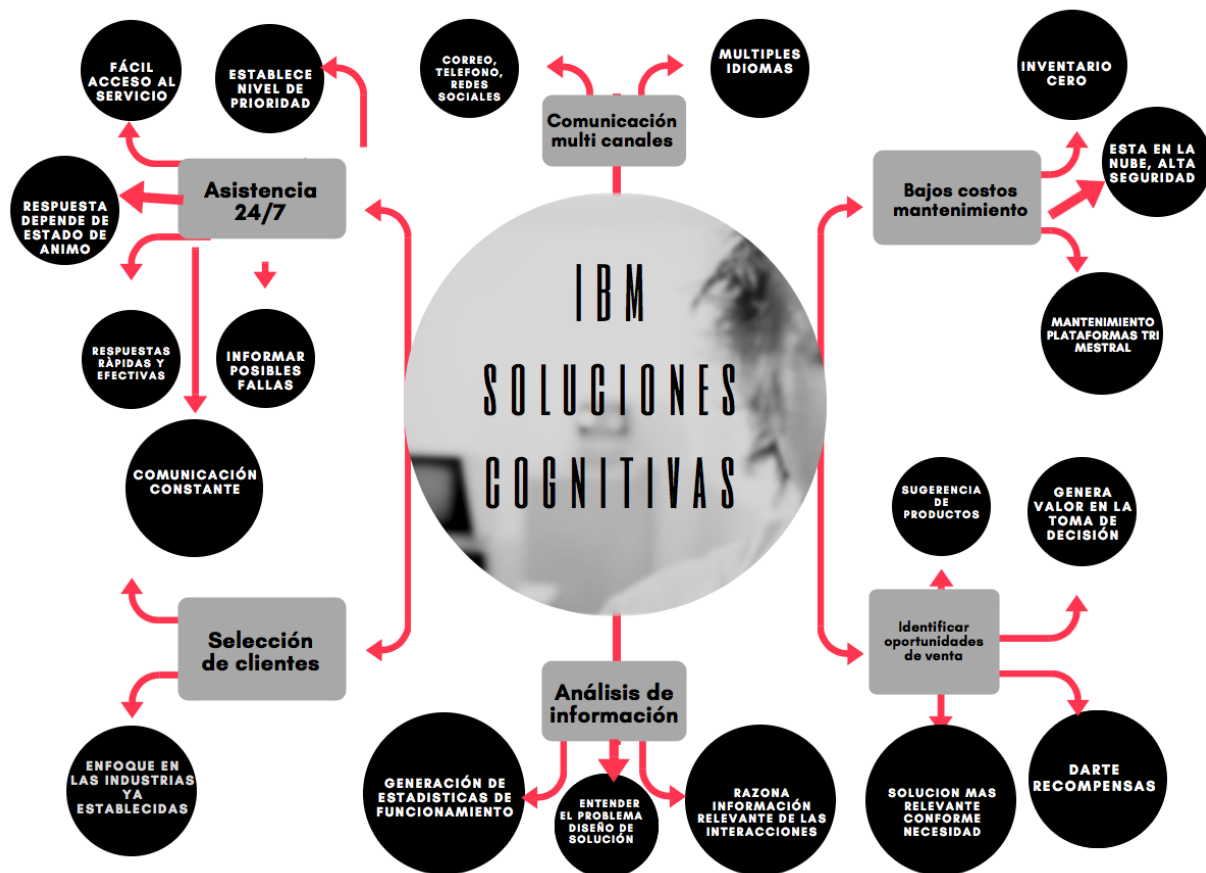 FÁCIL
ACCESO AL
SERVICIO
ESTABLECE
NIVEL DE
PRIORIDAD
CORREO,
TELEFONO,
REDES
SOCIALES
MULTIPLES
IDIOMAS
INVENTARIO
CERO
Comunicación
multi canales
ESTA EN LA
NUBE, ALTA
SEGURIDAD
Asistencia
24/7
Bajos costos
mantenimiento
RESPUESTA
DEPENDE DE
ESTADO DE
ANIMO
IBM
SOLUCIONES
COGNITIVAS
RESPUESTAS
RÀPIDAS Y
EFECTIVAS
INFORMAR
POSIBLES
FALLAS
MANTENIMIENTO
PLATAFORMAS TRI
MESTRAL
COMUNICACIÓN
CONSTANTE
SUGERENCIA
DE
PRODUCTOS
GENERA
VALOR EN LA
TOMA DE
DECISIÓN
Selección
de clientes
Identificar
oportunidades
de venta
Análisis de
información
ENFOQUE EN
LAS INDUSTRIAS
YA
ESTABLECIDAS
GENERACIÓN DE
ESTADISTICAS DE
FUNCIONAMIENTO
ENTENDER
EL PROBLEMA
DISEÑO DE
SOLUCIÓN
RAZONA
INFORMACIÓN
RELEVANTE DE LAS
INTERACCIONES
SOLUCION MAS
RELEVANTE
CONFORME
NECESIDAD
DARTE
RECOMPENSAS